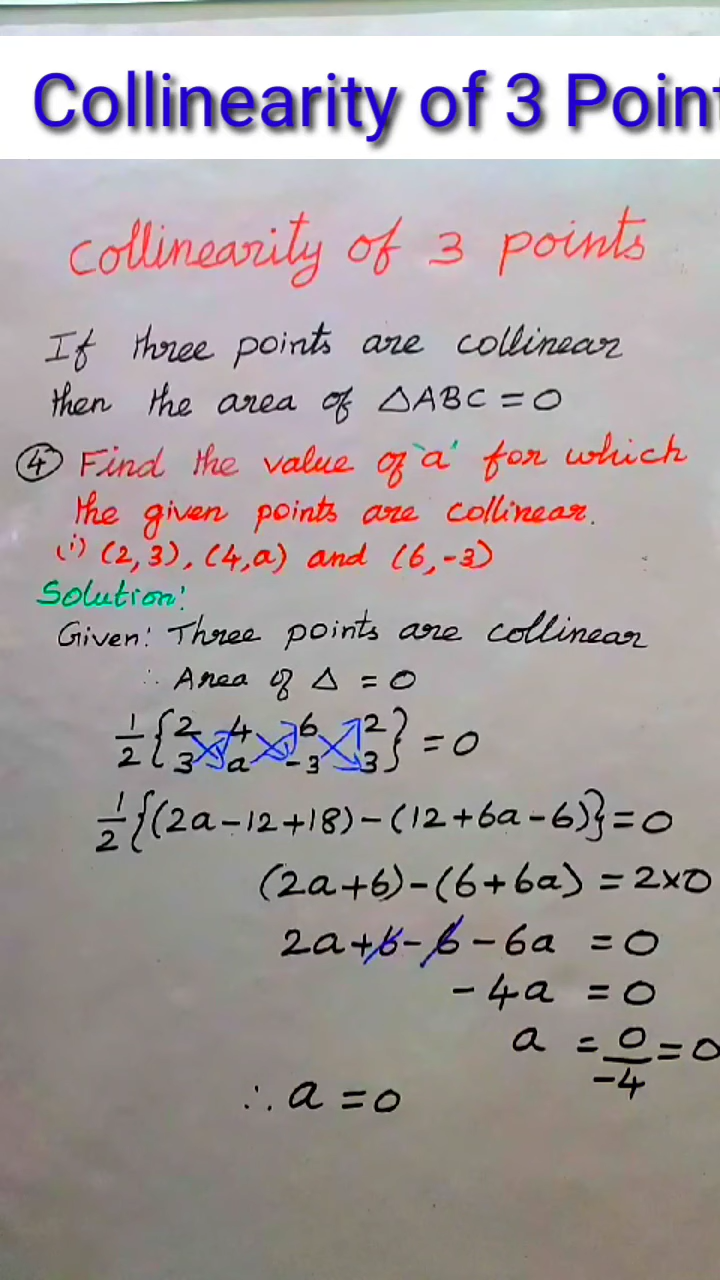 Collinearity of 3 Poin
Collinearity of 3 points
If three points are collinear
then the area of △ABC = 0
④ Find the value of 'a' for which
the given points are collinear.
(i) (2,3), (4,a) and (6,-3)
Solution:
Given: Three points are collinear
∴ Area of △ = 0
1/2 {2 4 6 2
3 a -3 3} = 0
1/2 {(2a-12+18)-(12+6a-6)} = 0
(2a+6)-(6+6a) = 2×0
2a+6-6-6a = 0
-4a = 0
a = 0/-4 = 0
∴ a = 0